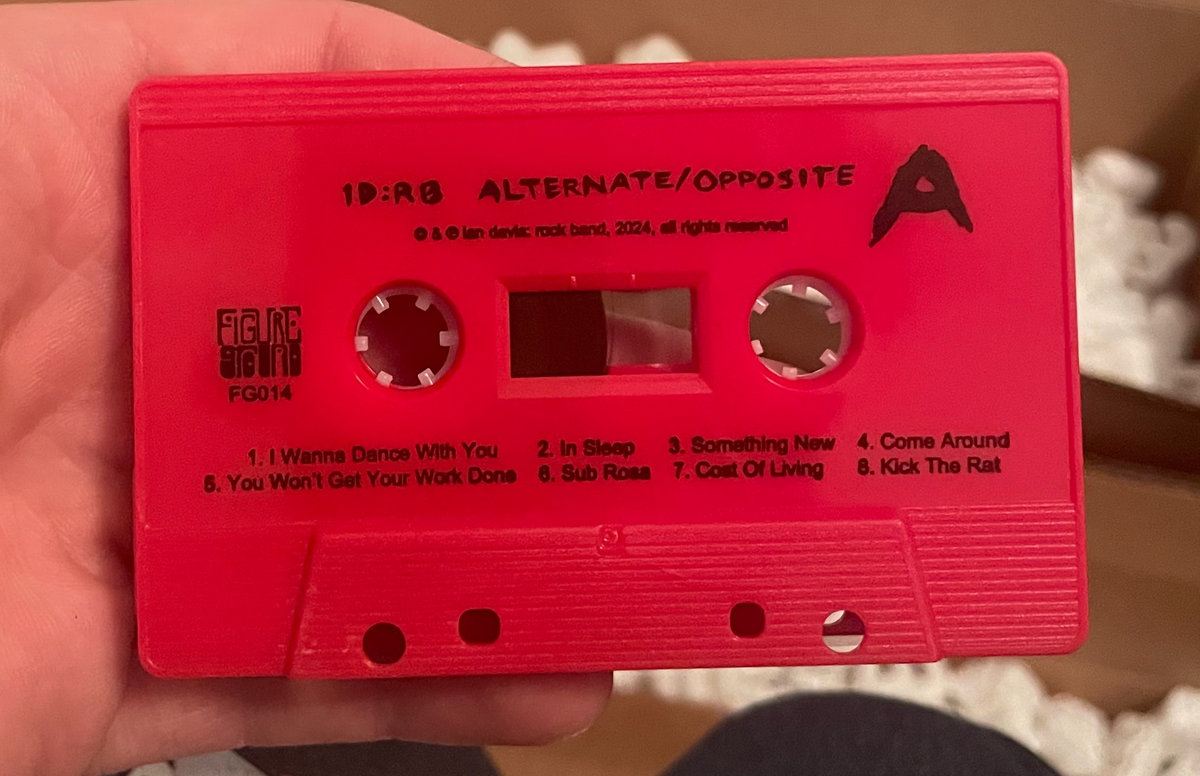 ID:RB ALTERNATE/OPPOSITE
A
℗ & © ian davis: rock band, 2024, all rights reserved
FIGURE
GROUND
FG014
1. I Wanna Dance With You 2. In Sleep 3. Something New 4. Come Around
5. You Won't Get Your Work Done 6. Sub Rosa 7. Cost Of Living 8. Kick The Rat